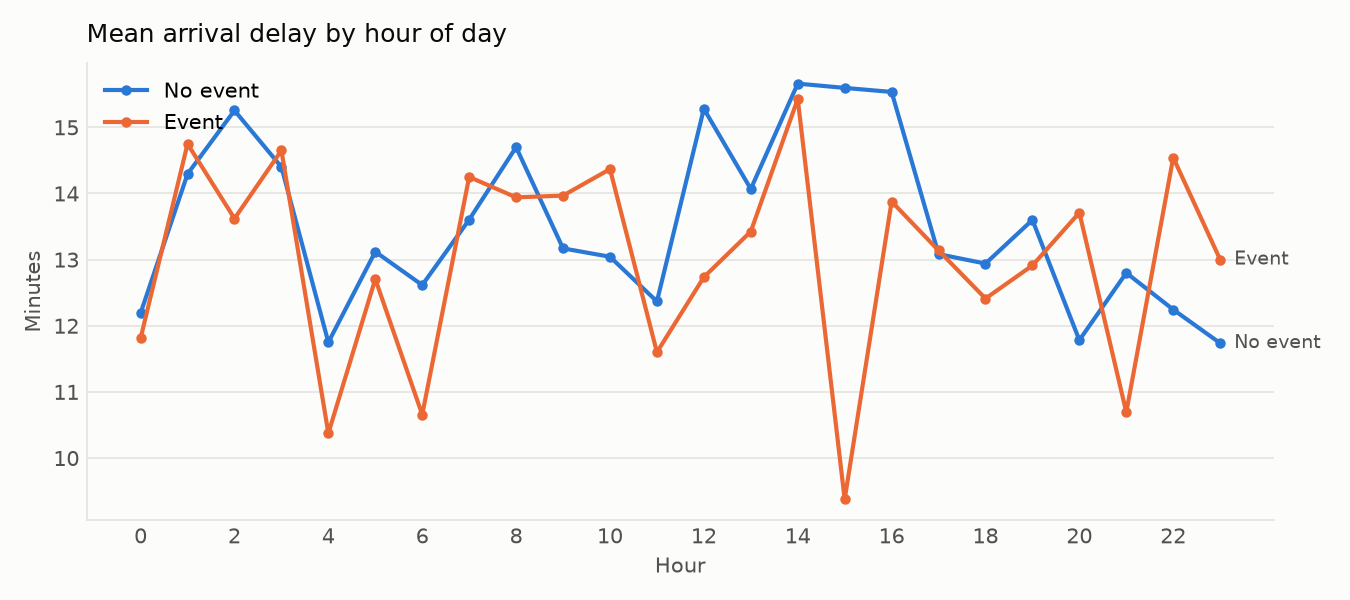 Mean arrival delay by hour of day
No event
Event
15
14
13
12
11
10
Minutes
Event
No event
0 2 4 6 8 10 12 14 16 18 20 22
Hour